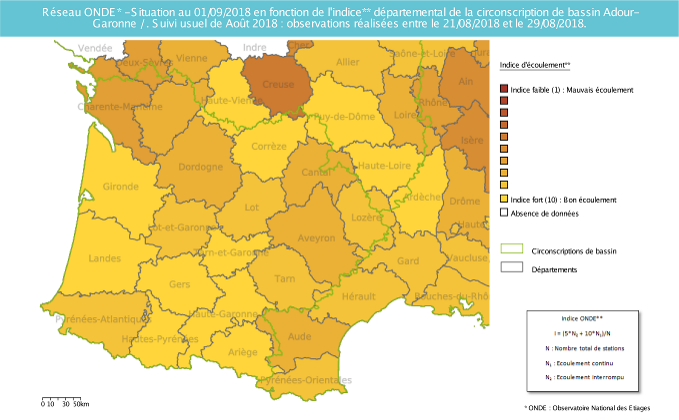 Réseau ONDE* -Situation au 01/09/2018 en fonction de l'indice** départemental de la circonscription de bassin Adour-
Garonne /. Suivi usuel de Août 2018 : observations réalisées entre le 21/08/2018 et le 29/08/2018.
Vendée
Deux-Sèvres
Vienne
Indre
Cher
Allier
Saône-et-Loire
Creuse
Ain
Charente-Maritime
Haute-Vienne
Puy-de-Dôme
Loire
Rhône
Isère
Corrèze
Dordogne
Cantal
Haute-Loire
Gironde
Ardèche
Drôme
Lot
Lozère
Lot-et-Garonne
Aveyron
Landes
Tarn-et-Garonne
Gard
Vaucluse
Gers
Tarn
Hérault
Bouches-du-Rhô
Pyrénées-Atlantique
Haute-Garonne
Hautes-Pyrénées
Aude
Ariège
Pyrénées-Orientales
0 10 30 50km
Indice d'écoulement**
Indice faible (1) : Mauvais écoulement
Indice fort (10) : Bon écoulement
Absence de données
Circonscriptions de bassin
Départements
Indice ONDE**
I = (5*N2 + 10*N1)/N
N : Nombre total de stations
N1 : Ecoulement continu
N2 : Ecoulement interrompu
* ONDE : Observatoire National des Etiages